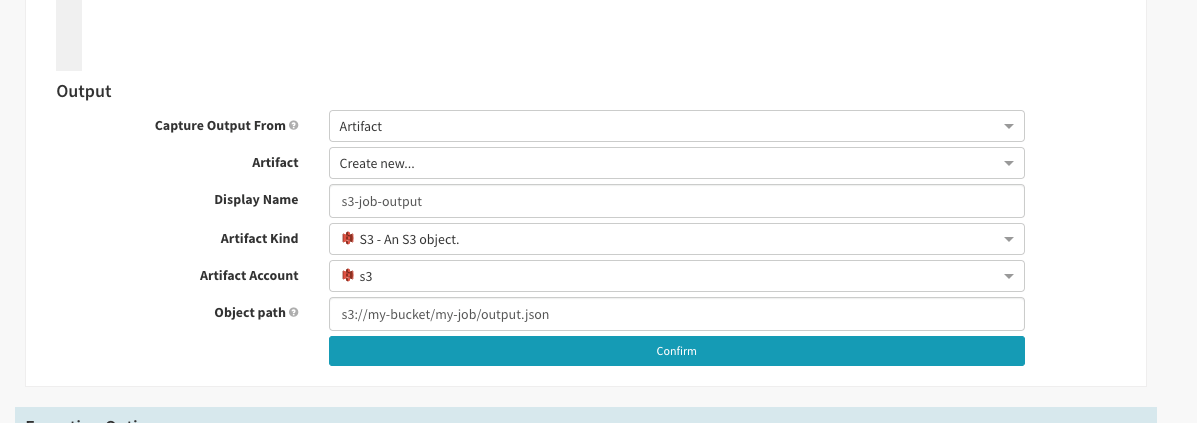 Output
Capture Output From
Artifact
Artifact
Create new...
Display Name
s3-job-output
Artifact Kind
S3 - An S3 object.
Artifact Account
s3
Object path
s3://my-bucket/my-job/output.json
Confirm